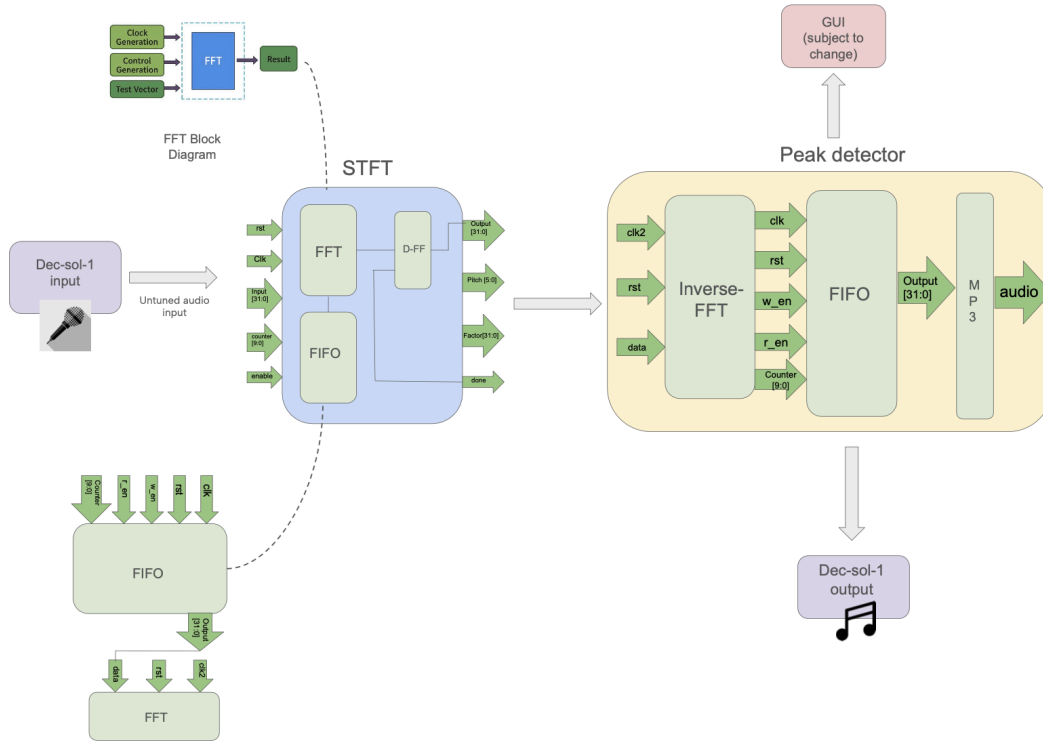 Clock
Generation
Control
Generation
Test Vector
FFT
Result
FFT Block
Diagram
GUI
(subject to
change)
STFT
Peak detector
Dec-sol-1
input
Untuned audio
input
rst
Clk
Input
[31:0]
counter
[9:0]
enable
FFT
D-FF
FIFO
Output
[31:0]
Pitch [5:0]
Factor[31:0]
done
clk2
rst
data
Inverse-
FFT
clk
rst
w_en
r_en
Counter
[9:0]
FIFO
Output
[31:0]
M
P
3
audio
Counter
[9:0]
r_en
w_en
rst
clk
FIFO
Output
[31:0]
data
rst
clk2
FFT
Dec-sol-1
output